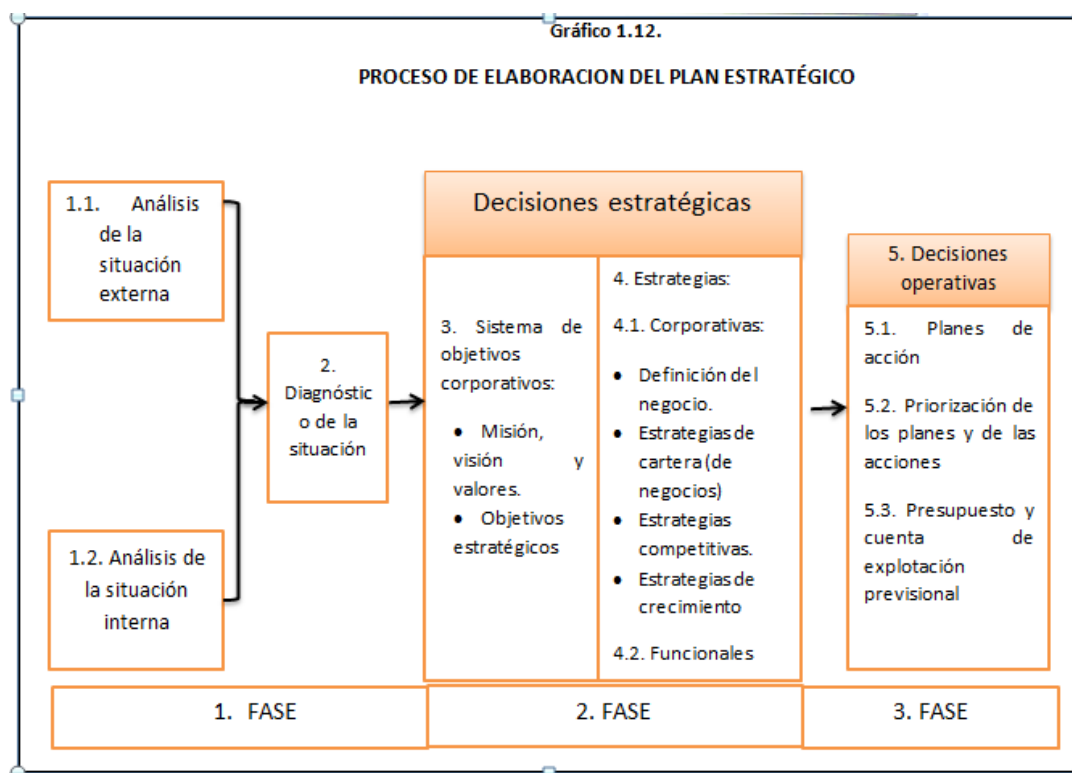 Gráfico 1.12.
PROCESO DE ELABORACION DEL PLAN ESTRATÉGICO
1.1. Análisis
de la
situación
externa
1.2. Análisis de
la situación
interna
2.
Diagnóstic
o de la
situación
Decisiones estratégicas
3. Sistema de
objetivos
corporativos:
• Misión,
visión y
valores.
• Objetivos
estratégicos
4. Estrategias:
4.1. Corporativas:
• Definición del
negocio.
• Estrategias de
cartera (de
negocios)
• Estrategias
competitivas.
• Estrategias de
crecimiento
4.2. Funcionales
5. Decisiones
operativas
5.1. Planes de
acción
5.2. Priorización de
los planes y de las
acciones
5.3. Presupuesto y
cuenta de
explotación
previsional
1. FASE
2. FASE
3. FASE